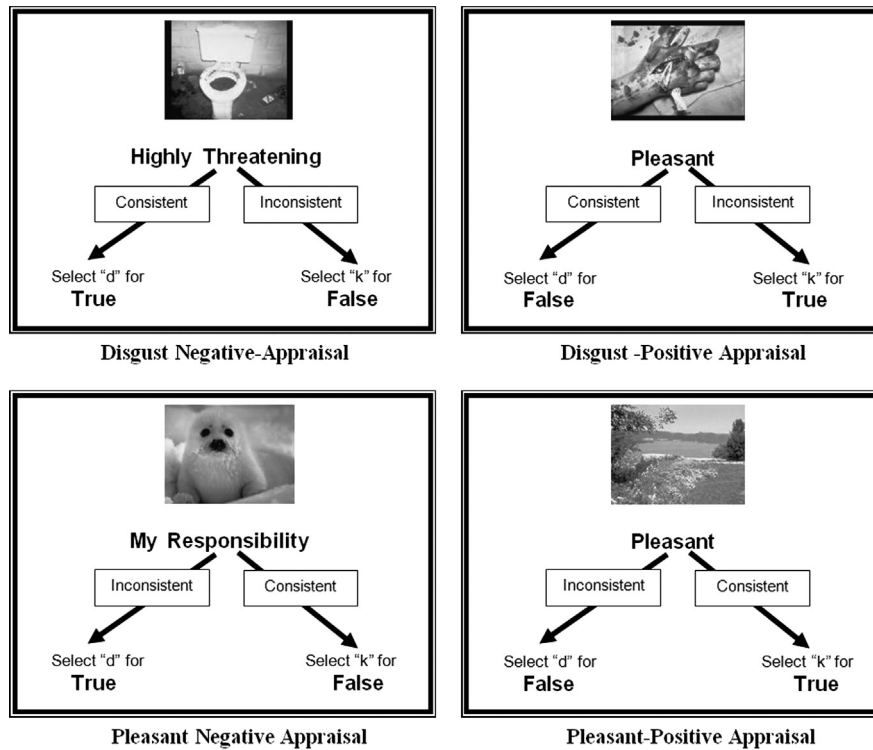 Highly Threatening
Consistent
Inconsistent
Select “d” for
True
Select “k” for
False
Disgust Negative-Appraisal
Pleasant
Consistent
Inconsistent
Select “d” for
False
Select “k” for
True
Disgust -Positive Appraisal
My Responsibility
Inconsistent
Consistent
Select “d” for
True
Select “k” for
False
Pleasant Negative Appraisal
Pleasant
Inconsistent
Consistent
Select “d” for
False
Select “k” for
True
Pleasant-Positive Appraisal